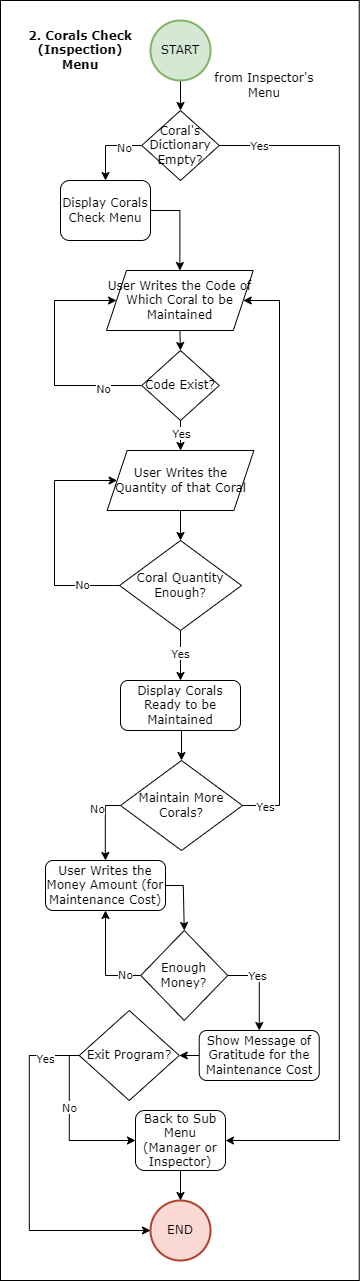 2. Corals Check
(Inspection)
Menu
START
from Inspector's
Menu
Coral's
Dictionary
Empty?
No
Yes
Display Corals
Check Menu
User Writes the Code of
Which Coral to be
Maintained
Code Exist?
No
Yes
User Writes the
Quantity of that Coral
Coral Quantity
Enough?
No
Yes
Display Corals
Ready to be
Maintained
Maintain More
Corals?
No
Yes
User Writes the
Money Amount (for
Maintenance Cost)
Enough
Money?
No
Yes
Show Message of
Gratitude for the
Maintenance Cost
Exit Program?
Yes
No
Back to Sub
Menu
(Manager or
Inspector)
END